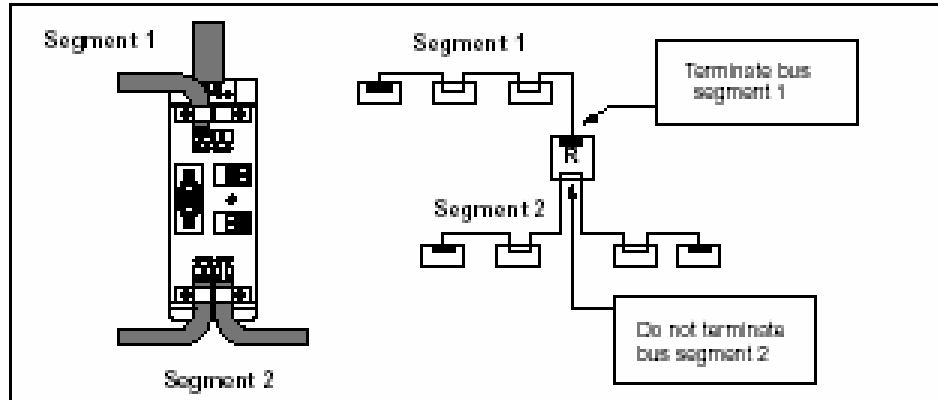 Segment 1
Segment 2
Segment 1
Terminate bus
segment 1
R
Segment 2
Do not terminate
bus segment 2